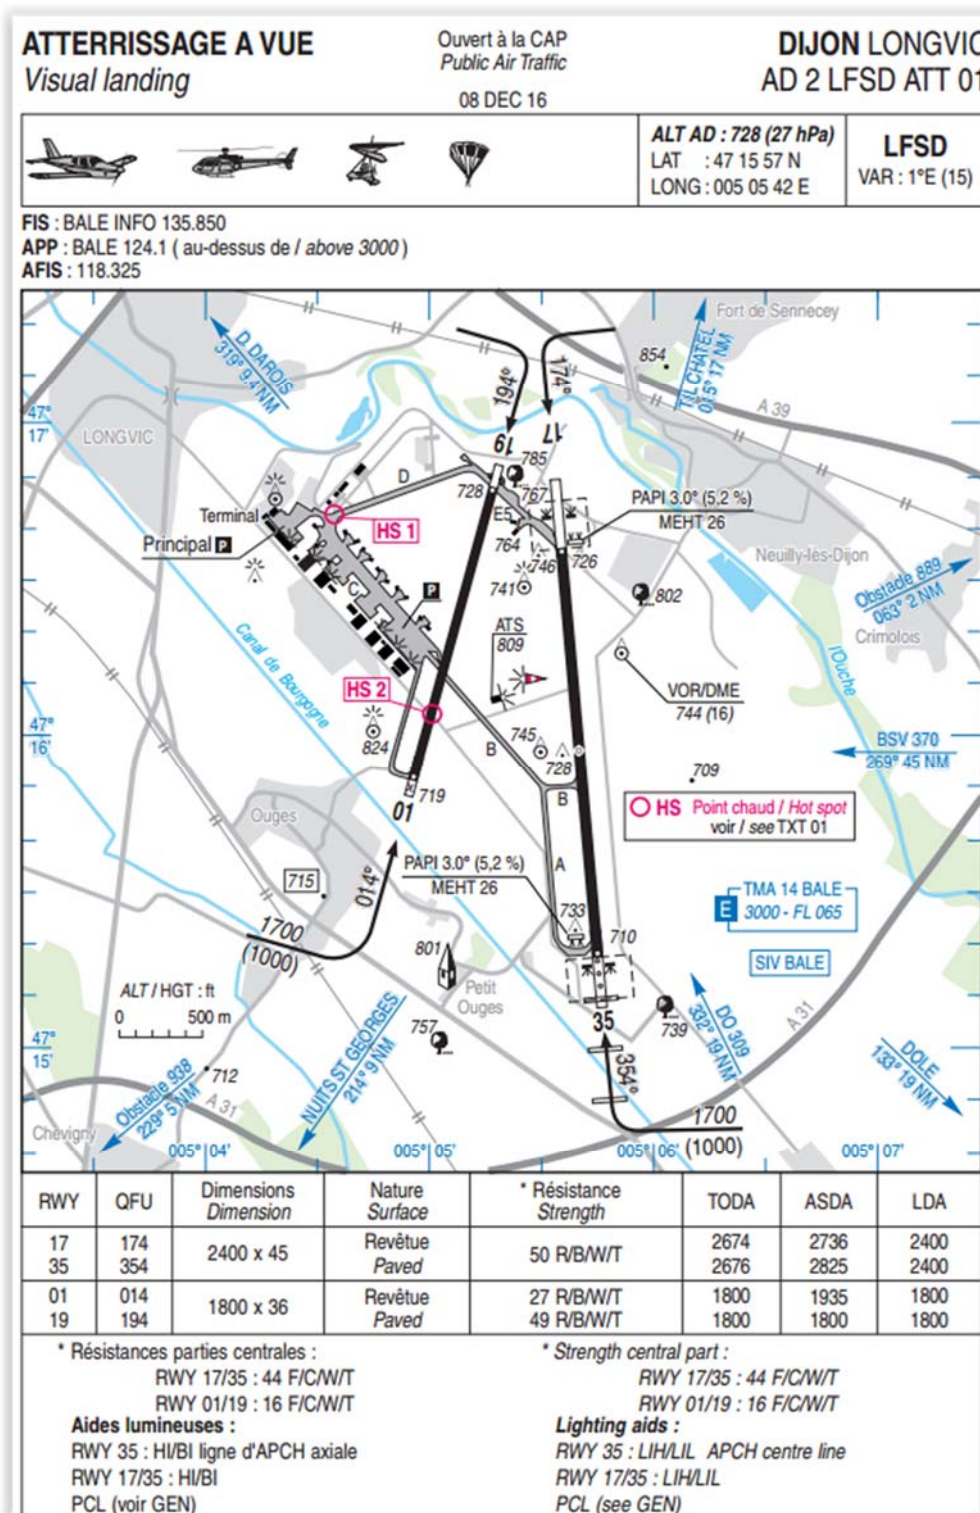 ATTERRISSAGE A VUE
Visual landing
Ouvert à la CAP
Public Air Traffic
08 DEC 16
DIJON LONGVIC
AD 2 LFSD ATT 01
ALT AD : 728 (27 hPa)
LAT : 47 15 57 N
LONG : 005 05 42 E
LFSD
VAR : 1°E (15)
FIS : BALE INFO 135.850
APP : BALE 124.1 ( au-dessus de / above 3000 )
AFIS : 118.325
Fort de Sennecey
D. DAROIS
319° 9.4 NM
854
TIL CHATEL
015° 17 NM
A 39
194°
174°
47°
17'
LONGVIC
19
17
785
D
728
767
PAPI 3.0° (5,2 %)
MEHT 26
Terminal
HS 1
E5
Principal P
764
746
726
Neuilly-lès-Dijon
741
802
Obstacle 889
063° 2 NM
C
P
ATS
809
Crimolois
Canal de Bourgogne
l'Ouche
HS 2
VOR/DME
744 (16)
47°
16'
824
745
728
B
BSV 370
269° 45 NM
709
719
B
01
HS Point chaud / Hot spot
voir / see TXT 01
Ouges
A
PAPI 3.0° (5,2 %)
MEHT 26
715
014°
TMA 14 BALE
E 3000 - FL 065
733
1700
(1000)
710
801
SIV BALE
Petit
Ouges
ALT / HGT : ft
0 500 m
35
757
739
DO 309
332° 19 NM
A 31
47°
15'
NUITS ST GEORGES
214° 9 NM
354°
DOLE
133° 19 NM
712
Obstacle 938
229° 5 NM
A 31
1700
(1000)
Chevigny
005° 04'
005° 05'
005° 06'
005° 07'
RWY QFU Dimensions Nature * Résistance TODA ASDA LDA
Dimension Surface Strength
17 174 2400 x 45 Revêtue 50 R/B/W/T 2674 2736 2400
35 354 Paved 2676 2825 2400
01 014 1800 x 36 Revêtue 27 R/B/W/T 1800 1935 1800
19 194 Paved 49 R/B/W/T 1800 1800 1800
* Résistances parties centrales :
RWY 17/35 : 44 F/C/W/T
RWY 01/19 : 16 F/C/W/T
Aides lumineuses :
RWY 35 : HI/BI ligne d'APCH axiale
RWY 17/35 : HI/BI
PCL (voir GEN)
* Strength central part :
RWY 17/35 : 44 F/C/W/T
RWY 01/19 : 16 F/C/W/T
Lighting aids :
RWY 35 : LIH/LIL APCH centre line
RWY 17/35 : LIH/LIL
PCL (see GEN)